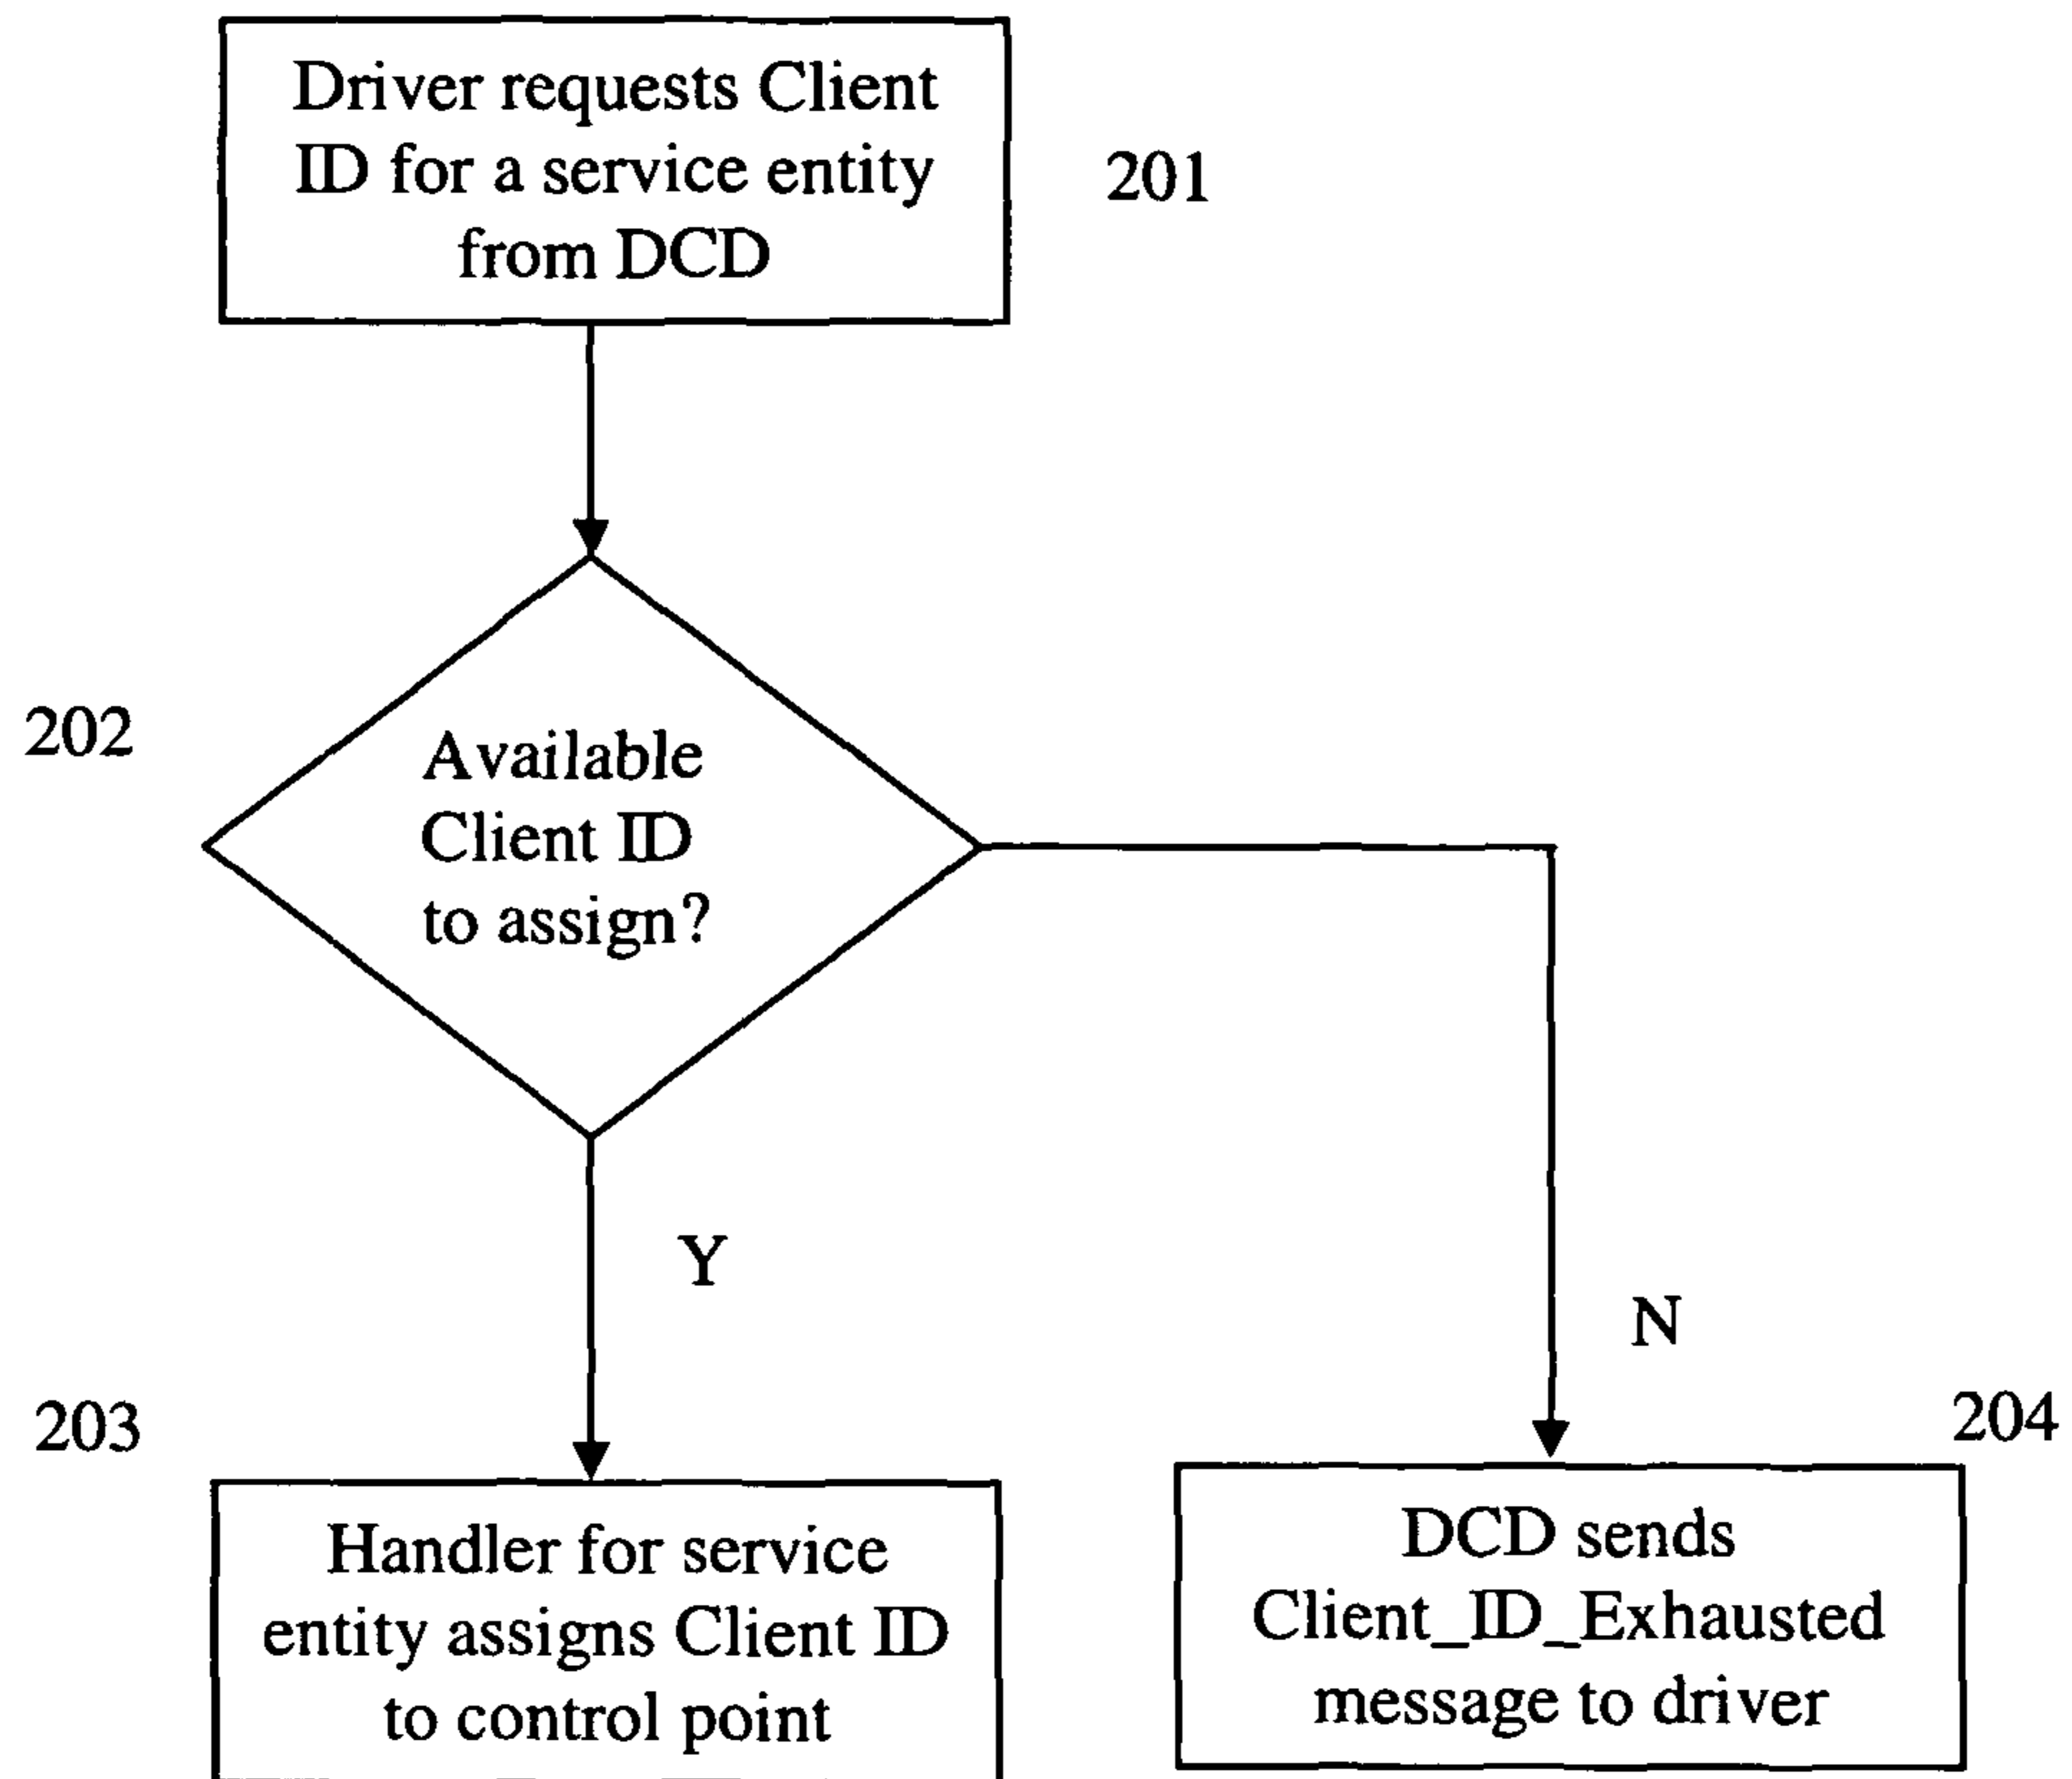 Driver requests Client
ID for a service entity
from DCD
201
202
Available
Client ID
to assign?
Y
N
203
204
Handler for service
entity assigns Client ID
to control point
DCD sends
Client_ID_Exhausted
message to driver